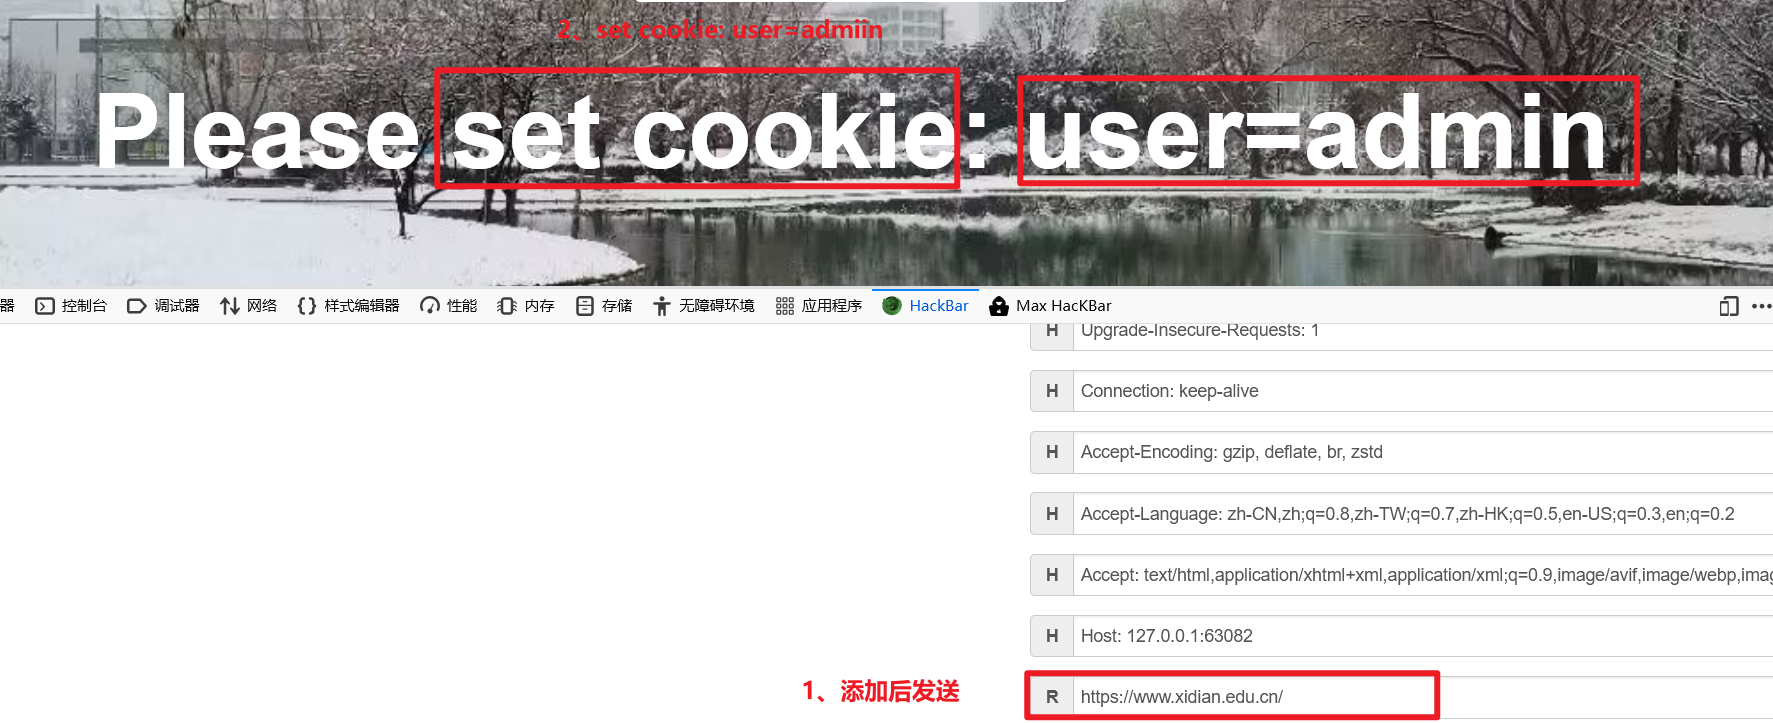 2、set cookie: user=admiin
Please set cookie: user=admin
器 控制台 调试器 网络 样式编辑器 性能 内存 存储 无障碍环境 应用程序 HackBar Max HacKBar
H Upgrade-Insecure-Requests: 1
H Connection: keep-alive
H Accept-Encoding: gzip, deflate, br, zstd
H Accept-Language: zh-CN,zh;q=0.8,zh-TW;q=0.7,zh-HK;q=0.5,en-US;q=0.3,en;q=0.2
H Accept: text/html,application/xhtml+xml,application/xml;q=0.9,image/avif,image/webp,imag
H Host: 127.0.0.1:63082
1、添加后发送 R https://www.xidian.edu.cn/